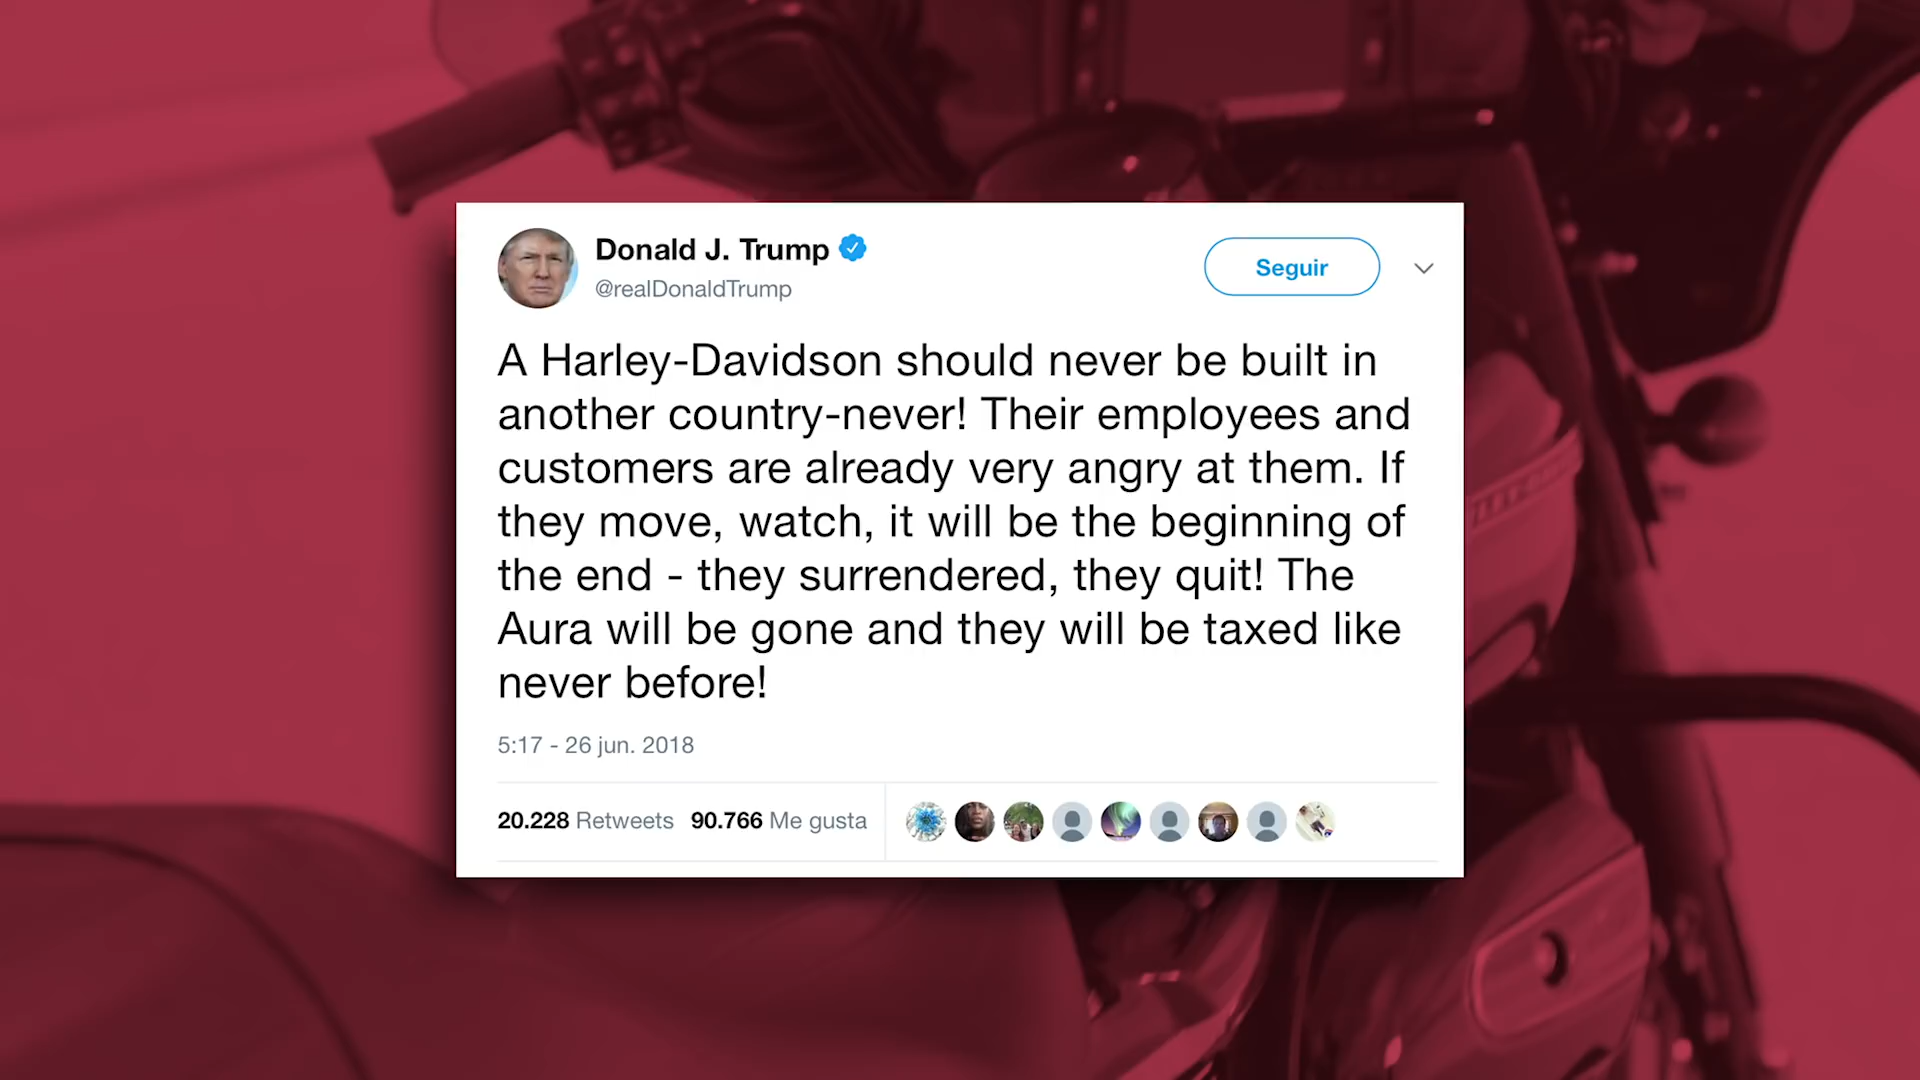 Donald J. Trump
@realDonaldTrump
Seguir
A Harley-Davidson should never be built in
another country-never! Their employees and
customers are already very angry at them. If
they move, watch, it will be the beginning of
the end - they surrendered, they quit! The
Aura will be gone and they will be taxed like
never before!
5:17 - 26 jun. 2018
20.228 Retweets 90.766 Me gusta